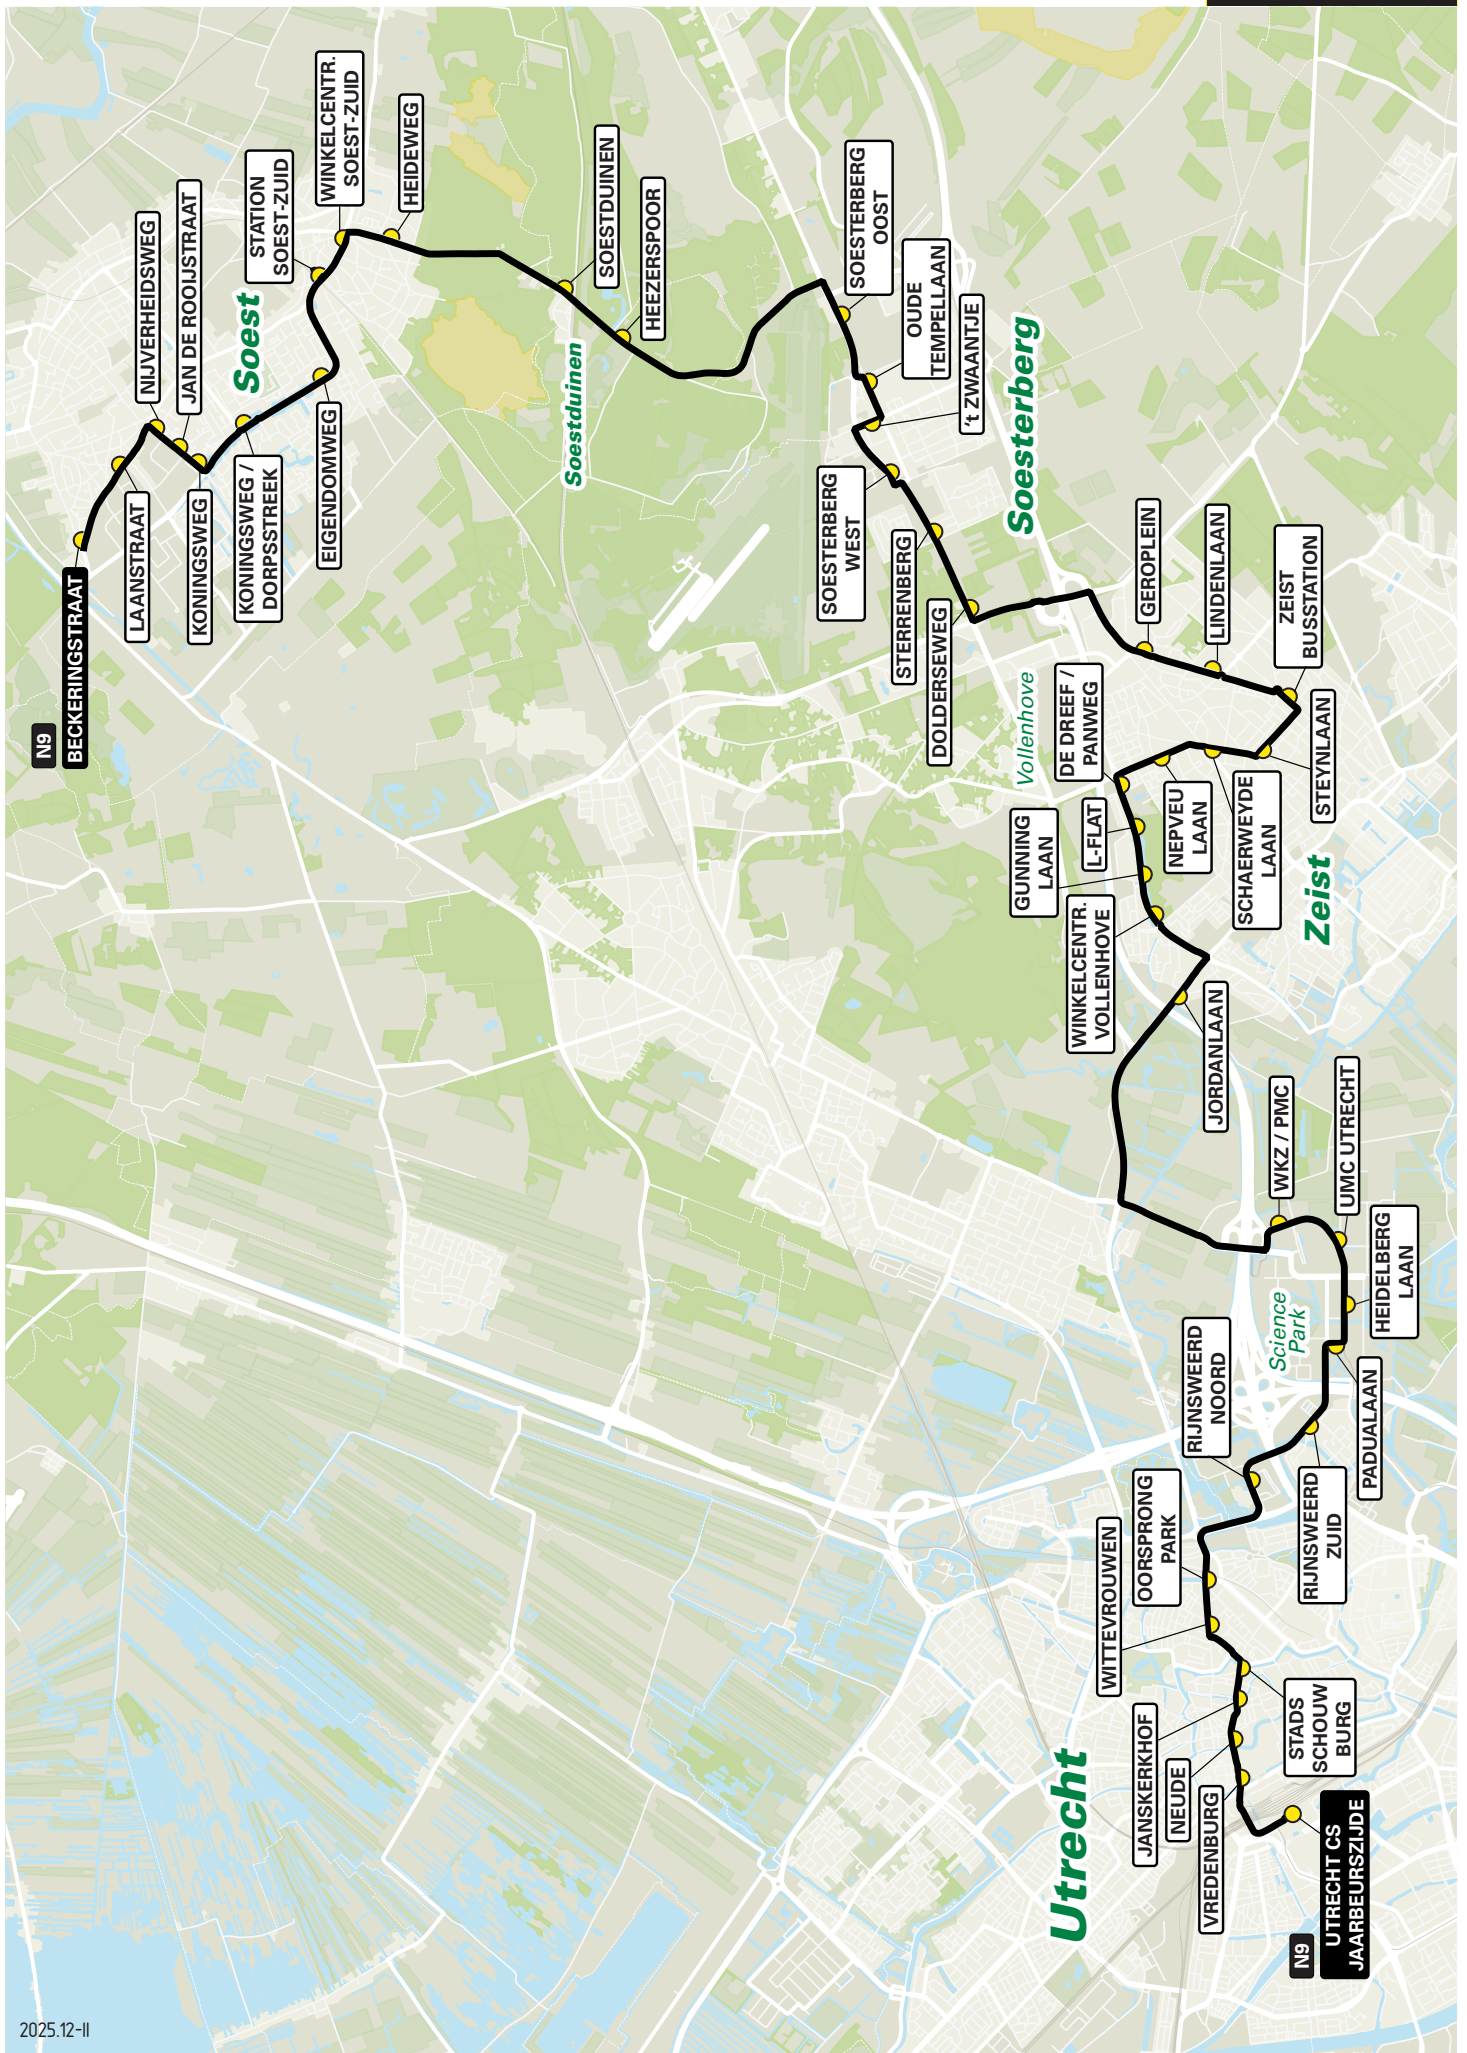 N9
UTRECHT CS
JAARBEURSZIJDE
VREDENBURG
NEUDE
JANSKERKHOF
STADS
SCHOUW
BURG
Utrecht
WITTEVROUWEN
OORSPRONG
PARK
RIJNSWEERD
NOORD
RIJNSWEERD
ZUID
PADUALAAN
Science
Park
HEIDELBERG
LAAN
UMC UTRECHT
WKZ / PMC
JORDANLAAN
WINKELCENTR.
VOLLENHOVE
GUNNING
LAAN
L-FLAT
DE DREEF /
PANWEG
Vollenhove
NEPVEU
LAAN
SCHAERWEYDE
LAAN
Zeist
STEYNLAAN
ZEIST
BUSSTATION
LINDENLAAN
GEROPLEIN
DOLDERSEWEG
STERRENBERG
SOESTERBERG
WEST
Soesterberg
't ZWAANTJE
OUDE
TEMPELLAAN
SOESTERBERG
OOST
HEEZERSPOOR
SOESTDUINEN
Soestduinen
HEIDEWEG
WINKELCENTR.
SOEST-ZUID
STATION
SOEST-ZUID
Soest
EIGENDOMWEG
KONINGSWEG /
DORPSSTREEK
KONINGSWEG
JAN DE ROOIJSTRAAT
NIJVERHEIDSWEG
LAANSTRAAT
N9
BECKERINGSTRAAT
2025.12-II